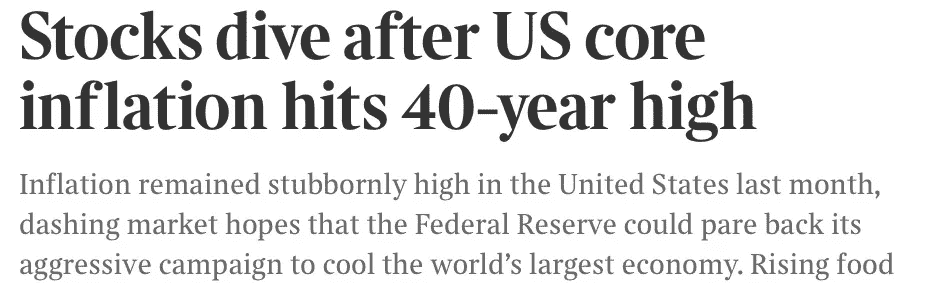 Stocks dive after US core
inflation hits 40-year high
Inflation remained stubbornly high in the United States last month,
dashing market hopes that the Federal Reserve could pare back its
aggressive campaign to cool the world’s largest economy. Rising food